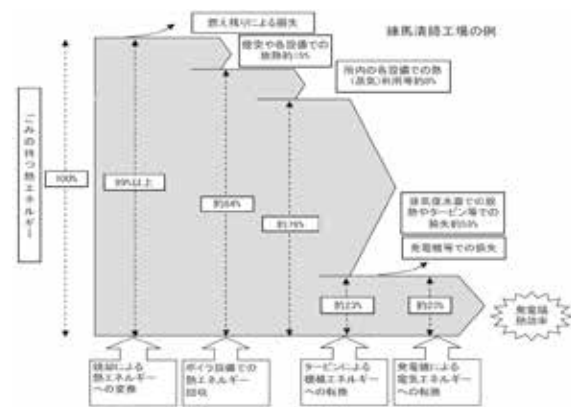 練馬清掃工場の例
燃え残りによる損失
煙突や各設備での
放熱約15%
所内の各設備での熱
(蒸気)利用等約8%
ごみの持つ熱エネルギー
100%
99%以上
約84%
約76%
蒸気復水器での放
熱やタービン等での
損失約53%
発電機等での損失
約23%
約20%
発電端
熱効率
焼却による
熱エネルギー
への変換
ボイラ設備での
熱エネルギー
回収
タービンによる
機械エネルギー
への転換
発電機による
電気エネルギー
への転換